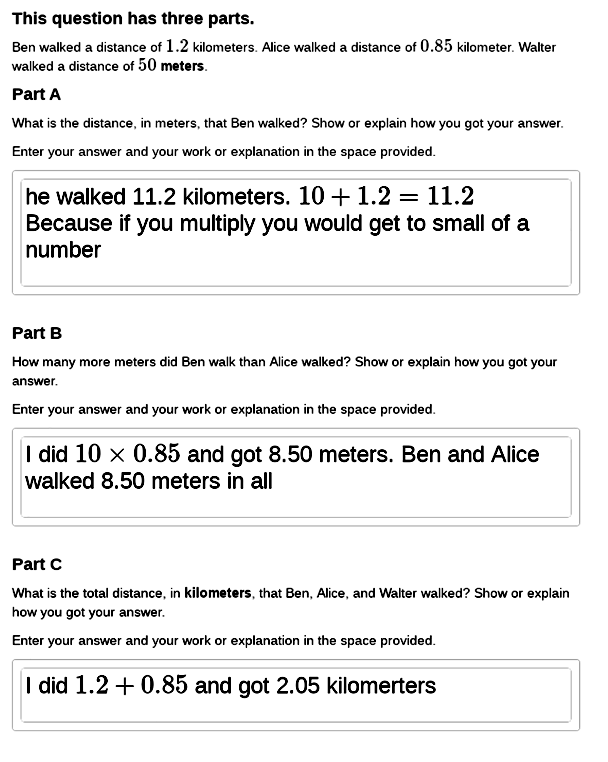 This question has three parts.
Ben walked a distance of 1.2 kilometers. Alice walked a distance of 0.85 kilometer. Walter
walked a distance of 50 meters.
Part A
What is the distance, in meters, that Ben walked? Show or explain how you got your answer.
Enter your answer and your work or explanation in the space provided.
he walked 11.2 kilometers. 10 + 1.2 = 11.2
Because if you multiply you would get to small of a
number
Part B
How many more meters did Ben walk than Alice walked? Show or explain how you got your
answer.
Enter your answer and your work or explanation in the space provided.
I did 10 × 0.85 and got 8.50 meters. Ben and Alice
walked 8.50 meters in all
Part C
What is the total distance, in kilometers, that Ben, Alice, and Walter walked? Show or explain
how you got your answer.
Enter your answer and your work or explanation in the space provided.
I did 1.2 + 0.85 and got 2.05 kilomerters